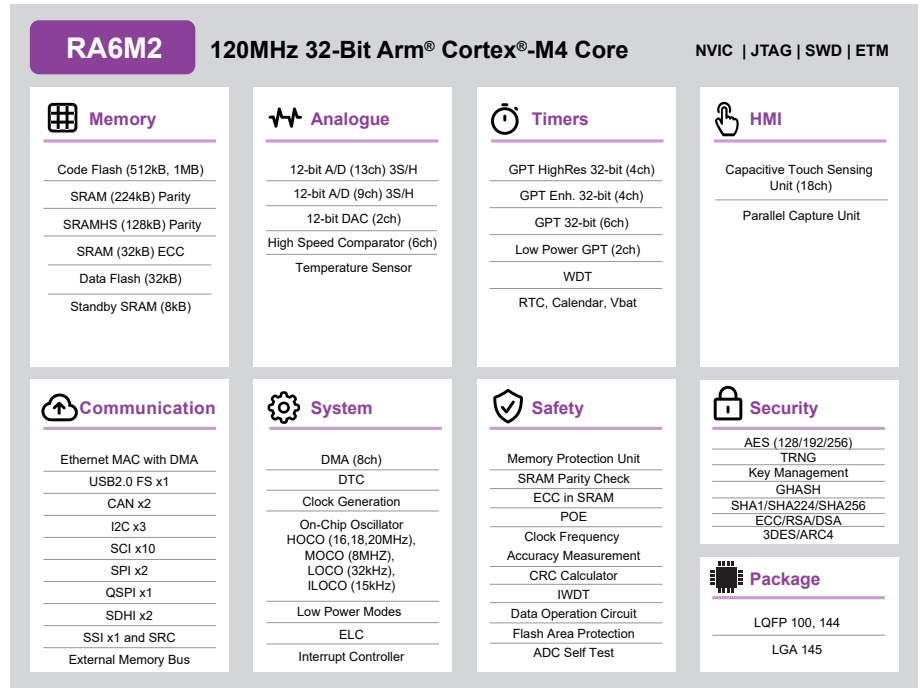 RA6M2
120MHz 32-Bit Arm® Cortex®-M4 Core
NVIC | JTAG | SWD | ETM
Memory
Code Flash (512kB, 1MB)
SRAM (224kB) Parity
SRAMHS (128kB) Parity
SRAM (32kB) ECC
Data Flash (32kB)
Standby SRAM (8kB)
Analogue
12-bit A/D (13ch) 3S/H
12-bit A/D (9ch) 3S/H
12-bit DAC (2ch)
High Speed Comparator (6ch)
Temperature Sensor
Timers
GPT HighRes 32-bit (4ch)
GPT Enh. 32-bit (4ch)
GPT 32-bit (6ch)
Low Power GPT (2ch)
WDT
RTC, Calendar, Vbat
HMI
Capacitive Touch Sensing
Unit (18ch)
Parallel Capture Unit
Communication
Ethernet MAC with DMA
USB2.0 FS x1
CAN x2
I2C x3
SCI x10
SPI x2
QSPI x1
SDHI x2
SSI x1 and SRC
External Memory Bus
System
DMA (8ch)
DTC
Clock Generation
On-Chip Oscillator
HOCO (16,18,20MHz),
MOCO (8MHZ),
LOCO (32kHz),
ILOCO (15kHz)
Low Power Modes
ELC
Interrupt Controller
Safety
Memory Protection Unit
SRAM Parity Check
ECC in SRAM
POE
Clock Frequency
Accuracy Measurement
CRC Calculator
IWDT
Data Operation Circuit
Flash Area Protection
ADC Self Test
Security
AES (128/192/256)
TRNG
Key Management
GHASH
SHA1/SHA224/SHA256
ECC/RSA/DSA
3DES/ARC4
Package
LQFP 100, 144
LGA 145